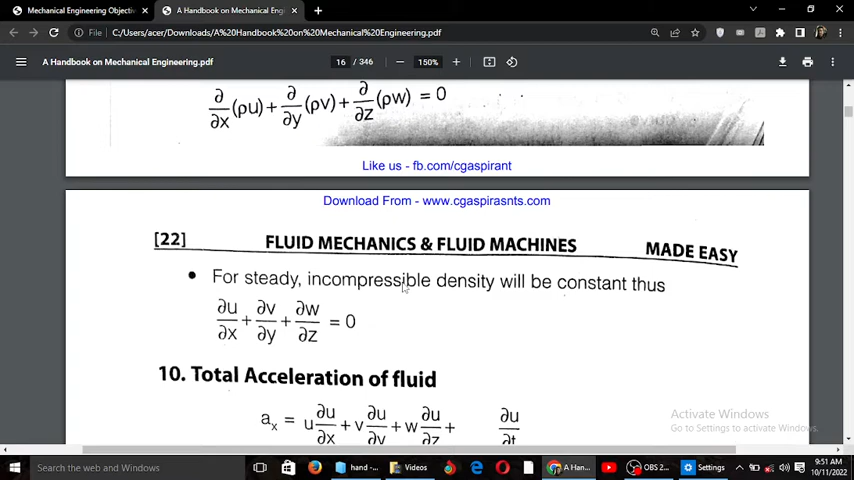 Mechanical Engineering Objectiv
A Handbook on Mechanical Engi
File
C:/Users/acer/Downloads/A%20Handbook%20on%20Mechanical%20Engineering.pdf
A Handbook on Mechanical Engineering.pdf
16 / 346
150%
∂/∂x (ρu) + ∂/∂y (ρv) + ∂/∂z (ρw) = 0
Like us - fb.com/cgaspirant
Download From - www.cgaspirasnts.com
[22] FLUID MECHANICS & FLUID MACHINES MADE EASY
• For steady, incompressible density will be constant thus
∂u/∂x + ∂v/∂y + ∂w/∂z = 0
10. Total Acceleration of fluid
aₓ = u ∂u/∂x + v ∂u/∂y + w ∂u/∂z + ∂u/∂t
Activate Windows
Go to Settings to activate Windows.
Search the web and Windows
hand -...
Videos
A Han...
OBS 2...
Settings
9:51 AM
10/11/2022